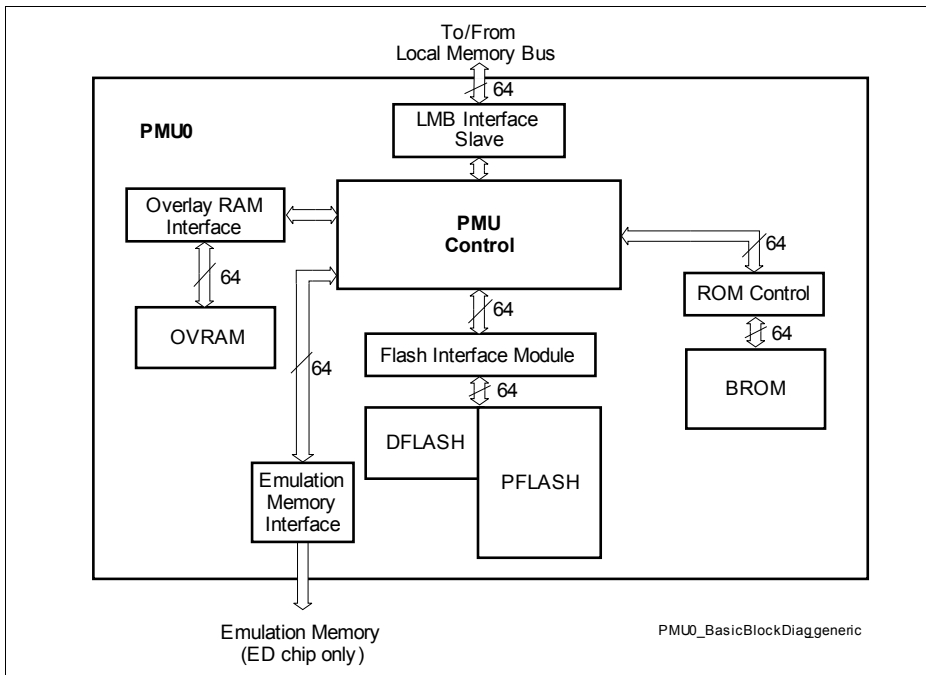 To/From
Local Memory Bus
64
PMU0
LMB Interface
Slave
Overlay RAM
Interface
PMU
Control
64
64
64
ROM Control
OVRAM
64
Flash Interface Module
64
64
BROM
DFLASH
PFLASH
Emulation
Memory
Interface
Emulation Memory
(ED chip only)
PMU0_BasicBlockDiag_generic